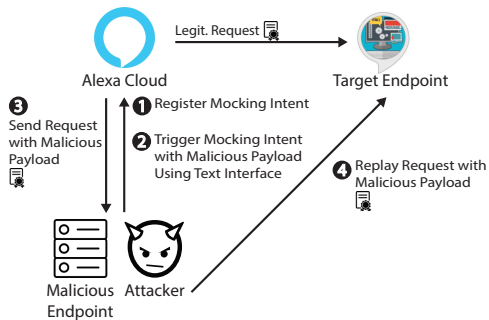 Legit. Request
Alexa Cloud
Target Endpoint
1 Register Mocking Intent
2 Trigger Mocking Intent
with Malicious Payload
Using Text Interface
3
Send Request
with Malicious
Payload
4 Replay Request with
Malicious Payload
Malicious
Endpoint
Attacker